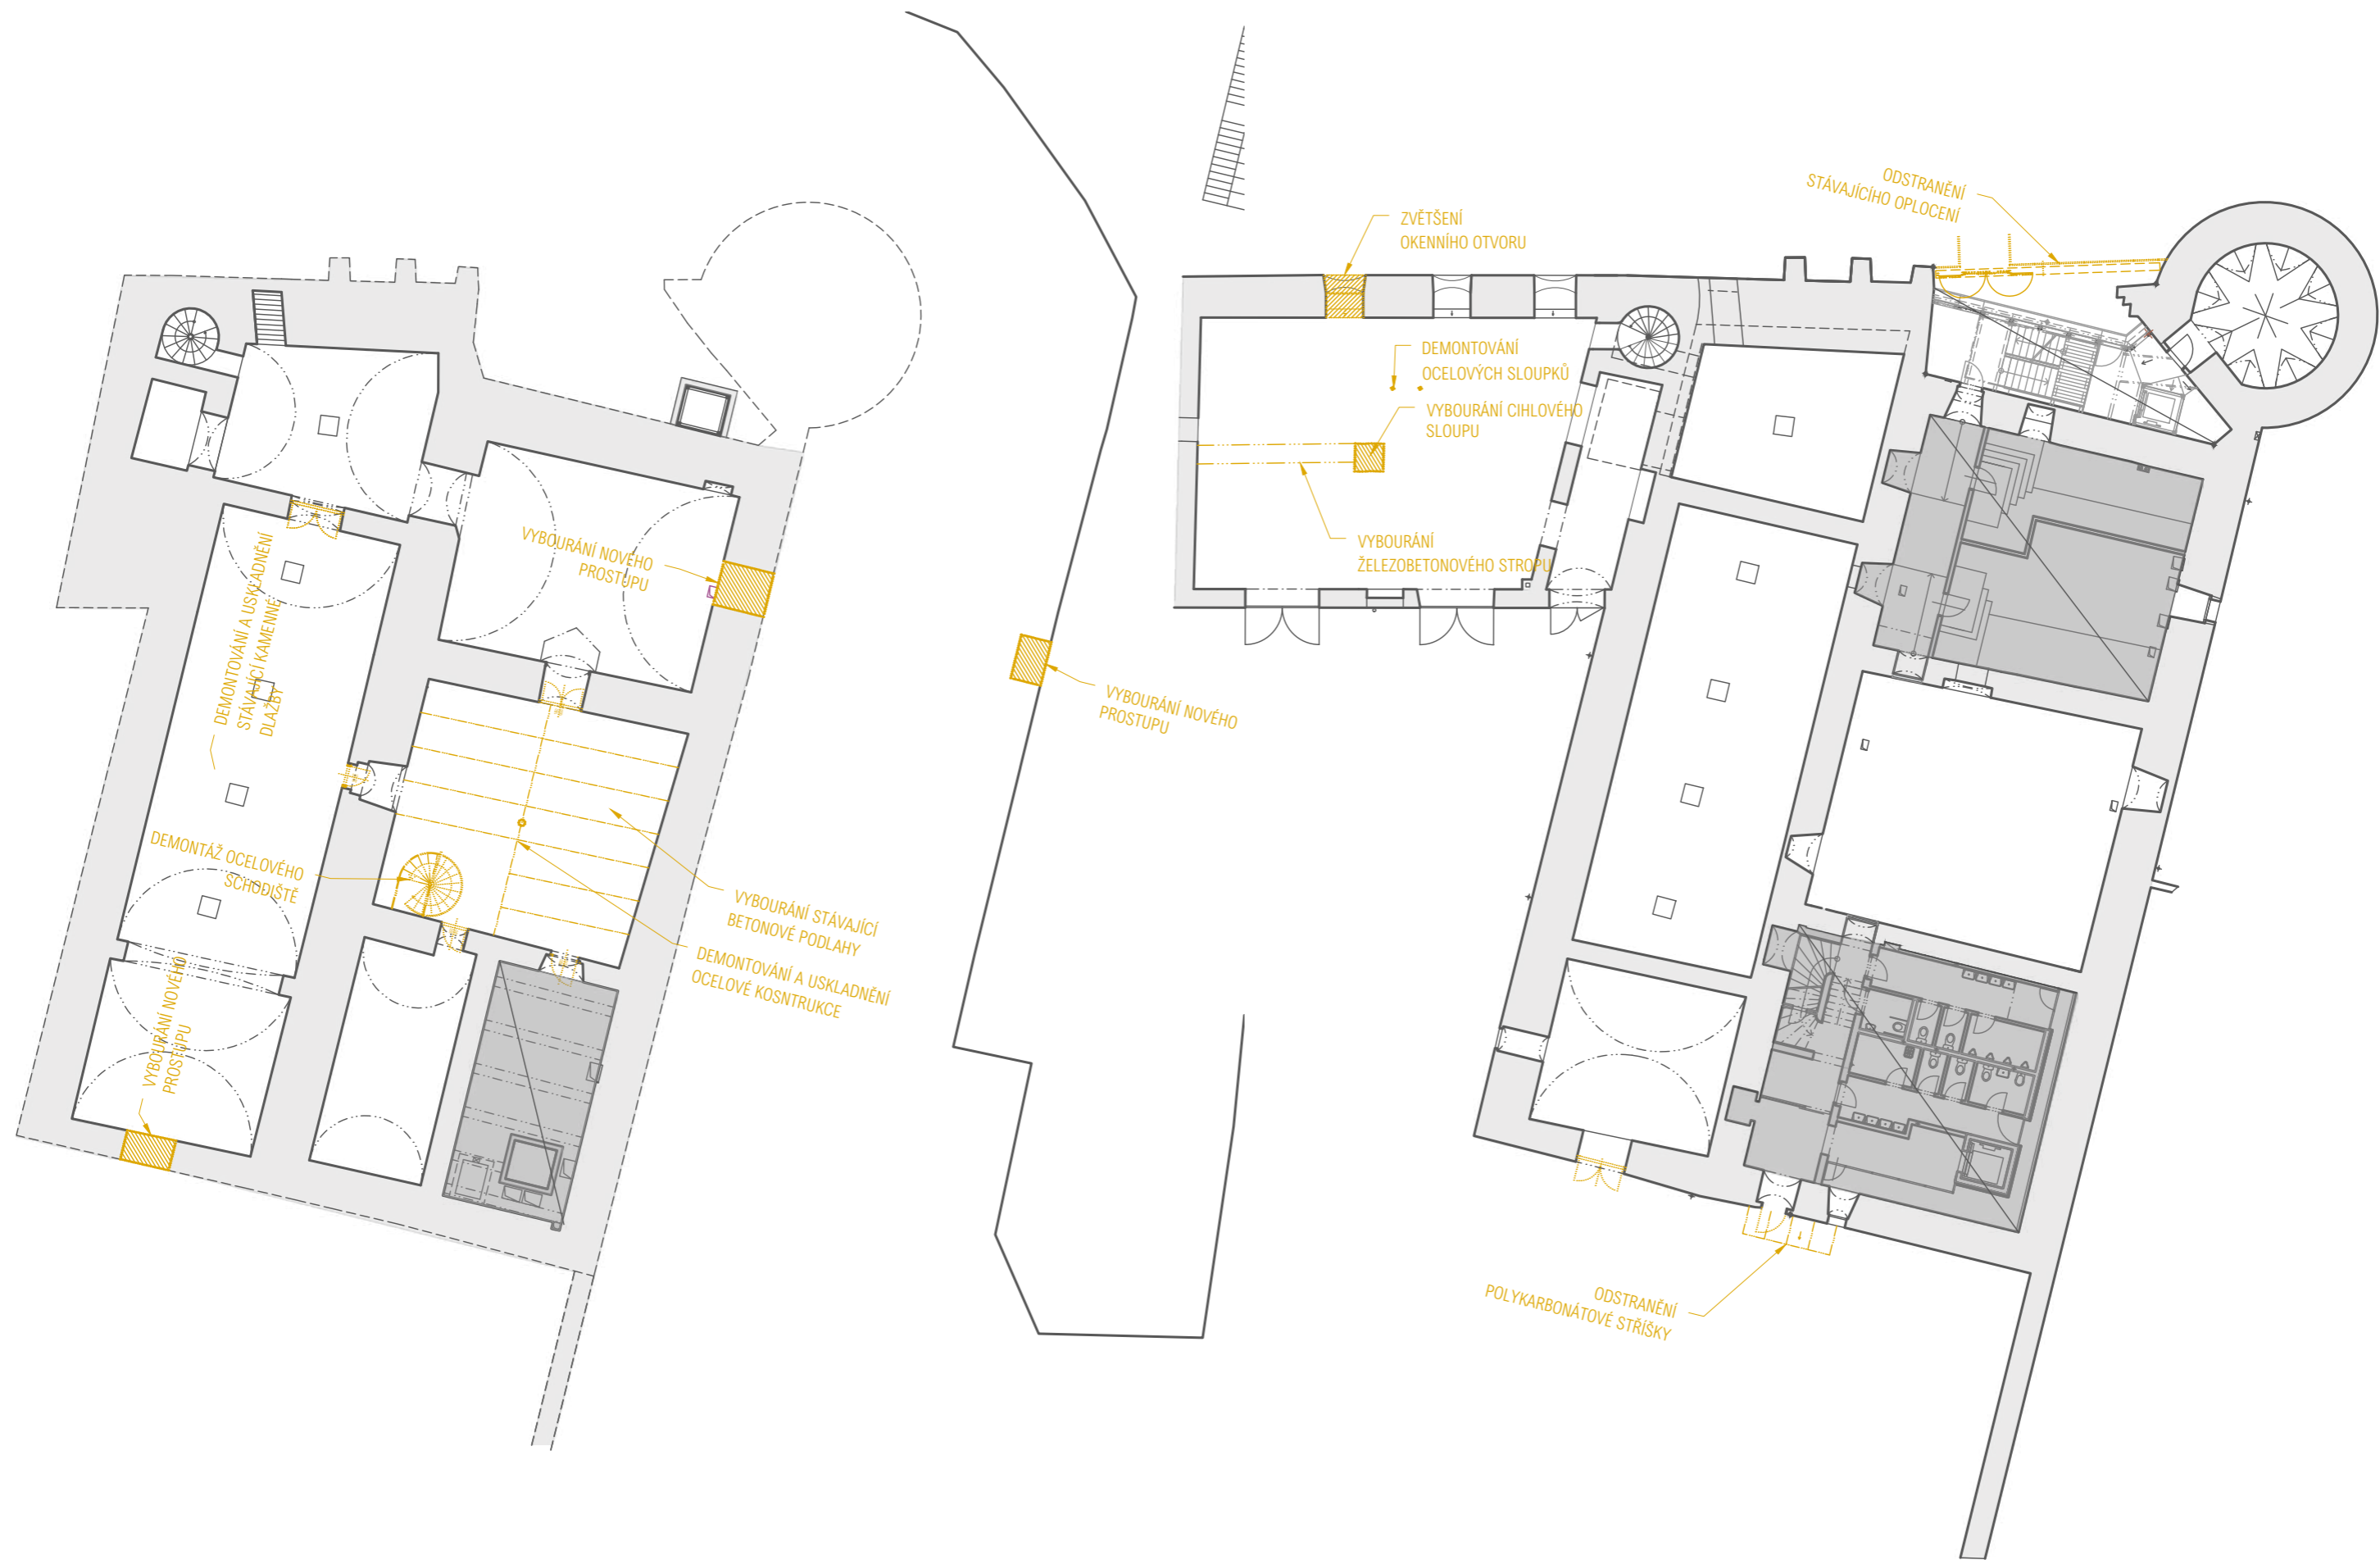 VYBOURÁNÍ NOVÉHO
PROSTUPU
DEMONTOVÁNÍ A USKLADNĚNÍ
STÁVAJÍCÍ KAMENNÉ
DLAŽBY
DEMONTÁŽ OCELOVÉHO
SCHODIŠTĚ
VYBOURÁNÍ STÁVAJÍCÍ
BETONOVÉ PODLAHY
DEMONTOVÁNÍ A USKLADNĚNÍ
OCELOVÉ KOSNTRUKCE
VYBOURÁNÍ NOVÉHO
PROSTUPU
VYBOURÁNÍ NOVÉHO
PROSTUPU
ZVĚTŠENÍ
OKENNÍHO OTVORU
DEMONTOVÁNÍ
OCELOVÝCH SLOUPKŮ
VYBOURÁNÍ CIHLOVÉHO
SLOUPU
VYBOURÁNÍ
ŽELEZOBETONOVÉHO STROPU
ODSTRANĚNÍ
STÁVAJÍCÍHO OPLOCENÍ
ODSTRANĚNÍ
POLYKARBONÁTOVÉ STŘÍŠKY